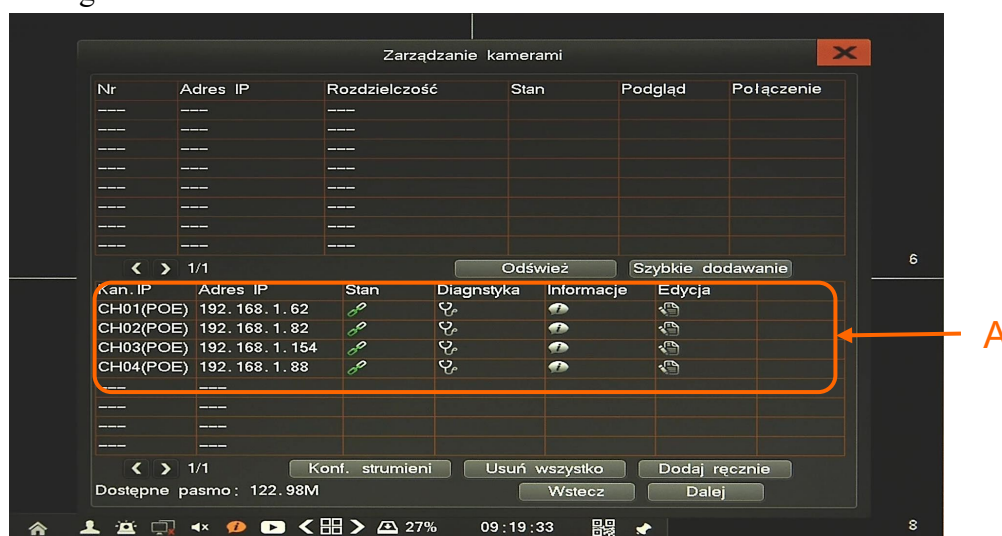 Zarządzanie kamerami
Nr Adres IP Rozdzielczość Stan Podgląd Połączenie
--- --- ---
--- --- ---
--- --- ---
--- --- ---
--- --- ---
--- --- ---
--- --- ---
--- --- ---
1/1 Odśwież Szybkie dodawanie
6
Kan.IP Adres IP Stan Diagnstyka Informacje Edycja
CH01(POE) 192.168.1.62
CH02(POE) 192.168.1.82
CH03(POE) 192.168.1.154
CH04(POE) 192.168.1.88
A
--- ---
--- ---
--- ---
--- ---
1/1 Konf. strumieni Usuń wszystko Dodaj ręcznie
Dostępne pasmo: 122.98M Wstecz Dalej
27% 09:19:33
8